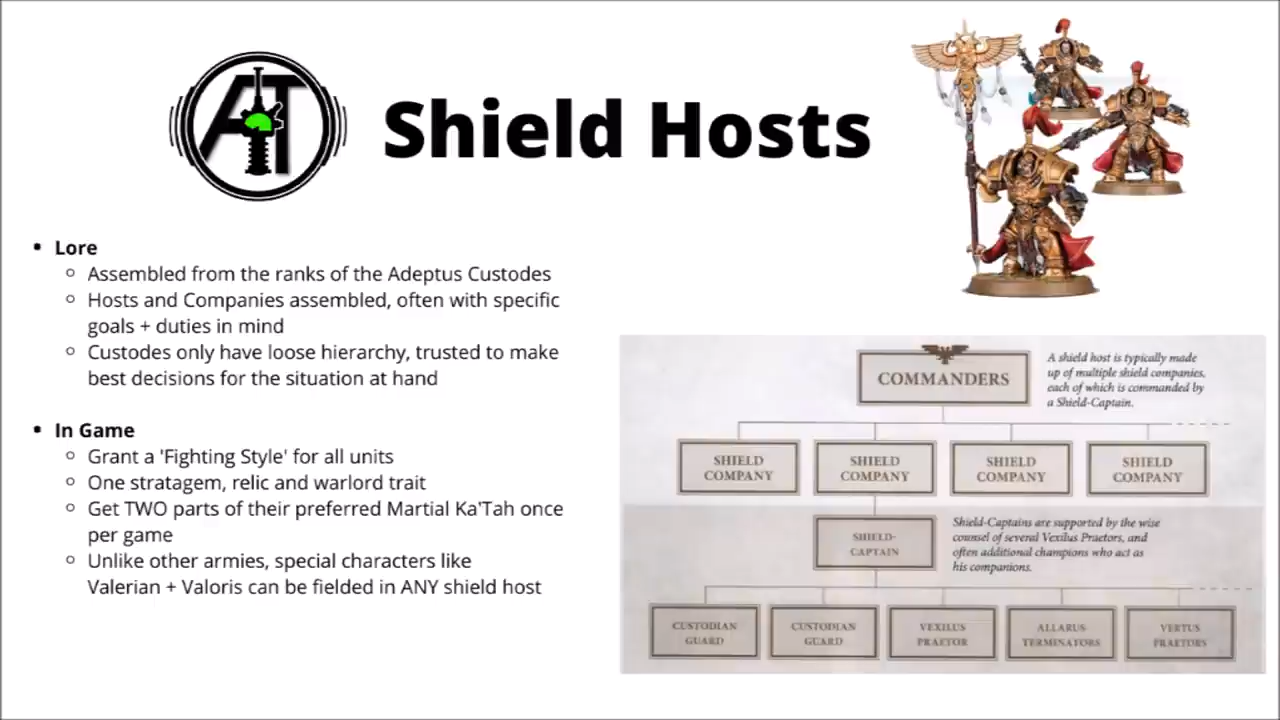 AT
Shield Hosts
• Lore
◦ Assembled from the ranks of the Adeptus Custodes
◦ Hosts and Companies assembled, often with specific
goals + duties in mind
◦ Custodes only have loose hierarchy, trusted to make
best decisions for the situation at hand
• In Game
◦ Grant a 'Fighting Style' for all units
◦ One stratagem, relic and warlord trait
◦ Get TWO parts of their preferred Martial Ka'Tah once
per game
◦ Unlike other armies, special characters like
Valerian + Valoris can be fielded in ANY shield host
COMMANDERS
A shield host is typically made
up of multiple shield companies,
each of which is commanded by
a Shield-Captain.
SHIELD
COMPANY
SHIELD
COMPANY
SHIELD
COMPANY
SHIELD
COMPANY
SHIELD-
CAPTAIN
Shield-Captains are supported by the wise
counsel of several Vexilus Praetors, and
often additional champions who act as
his companions.
CUSTODIAN
GUARD
CUSTODIAN
GUARD
VEXILUS
PRAETOR
ALLARUS
TERMINATORS
VERTUS
PRAETORS